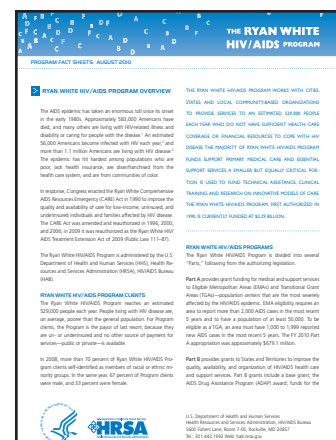 THE RYAN WHITE
HIV/AIDS PROGRAM
PROGRAM FACT SHEETS: AUGUST 2010
RYAN WHITE HIV/AIDS PROGRAM OVERVIEW
The AIDS epidemic has taken an enormous toll since its onset
in the early 1980s. Approximately 583,000 Americans have
died, and many others are living with HIV-related illness and
disability or caring for people with the disease.¹ An estimated
56,000 Americans become infected with HIV each year,² and
more than 1.1 million Americans are living with HIV disease.³
The epidemic has hit hardest among populations who are
poor, lack health insurance, are disenfranchised from the
health care system, and are from communities of color.
In response, Congress enacted the Ryan White Comprehensive
AIDS Resources Emergency (CARE) Act in 1990 to improve the
quality and availability of care for low-income, uninsured, and
underinsured individuals and families affected by HIV disease.
The CARE Act was amended and reauthorized in 1996, 2000,
and 2006; in 2009 it was reauthorized as the Ryan White HIV/
AIDS Treatment Extension Act of 2009 (Public Law 111–87).
The Ryan White HIV/AIDS Program is administered by the U.S.
Department of Health and Human Services (HHS), Health Re-
sources and Services Administration (HRSA), HIV/AIDS Bureau
(HAB).
RYAN WHITE HIV/AIDS PROGRAM CLIENTS
The Ryan White HIV/AIDS Program reaches an estimated
529,000 people each year. People living with HIV disease are,
on average, poorer than the general population. For Program
clients, the Program is the payor of last resort, because they
are un- or underinsured and no other source of payment for
services—public or private—is available.
In 2008, more than 70 percent of Ryan White HIV/AIDS Pro-
gram clients self-identified as members of racial or ethnic mi-
nority groups. In the same year, 67 percent of Program clients
were male, and 33 percent were female.
THE RYAN WHITE HIV/AIDS PROGRAM WORKS WITH CITIES,
STATES, AND LOCAL COMMUNITY-BASED ORGANIZATIONS
TO PROVIDE SERVICES TO AN ESTIMATED 529,000 PEOPLE
EACH YEAR WHO DO NOT HAVE SUFFICIENT HEALTH CARE
COVERAGE OR FINANCIAL RESOURCES TO COPE WITH HIV
DISEASE. THE MAJORITY OF RYAN WHITE HIV/AIDS PROGRAM
FUNDS SUPPORT PRIMARY MEDICAL CARE AND ESSENTIAL
SUPPORT SERVICES. A SMALLER BUT EQUALLY CRITICAL POR-
TION IS USED TO FUND TECHNICAL ASSISTANCE, CLINICAL
TRAINING, AND RESEARCH ON INNOVATIVE MODELS OF CARE.
THE RYAN WHITE HIV/AIDS PROGRAM, FIRST AUTHORIZED IN
1990, IS CURRENTLY FUNDED AT $2.29 BILLION.
RYAN WHITE HIV/AIDS PROGRAMS
The Ryan White HIV/AIDS Program is divided into several
"Parts," following from the authorizing legislation.
Part A provides grant funding for medical and support services
to Eligible Metropolitan Areas (EMAs) and Transitional Grant
Areas (TGAs)—population centers that are the most severely
affected by the HIV/AIDS epidemic. EMA eligibility requires an
area to report more than 2,000 AIDS cases in the most recent
5 years and to have a population of at least 50,000. To be
eligible as a TGA, an area must have 1,000 to 1,999 reported
new AIDS cases in the most recent 5 years. The FY 2010 Part
A appropriation was approximately $679.1 million.
Part B provides grants to States and Territories to improve the
quality, availability, and organization of HIV/AIDS health care
and support services. Part B grants include a base grant; the
AIDS Drug Assistance Program (ADAP) award; funds for the
HRSA
U.S. Department of Health and Human Services
Health Resources and Services Administration, HIV/AIDS Bureau
5600 Fishers Lane, Room 7-05, Rockville, MD 20857
Tel.: 301.443.1993 Web: hab.hrsa.gov